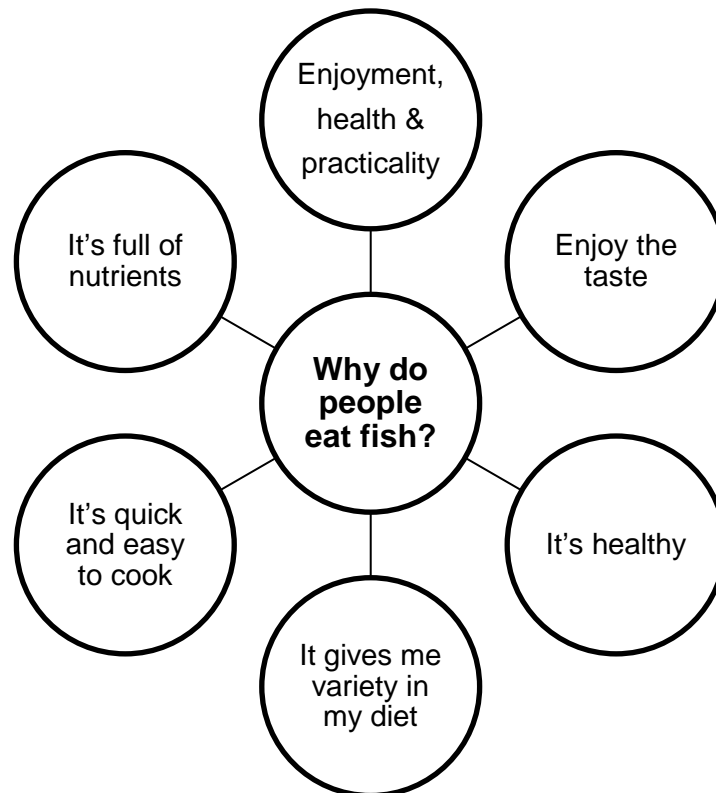 Enjoyment,
health &
practicality
It's full of
nutrients
Enjoy the
taste
Why do
people
eat fish?
It's quick
and easy
to cook
It's healthy
It gives me
variety in
my diet